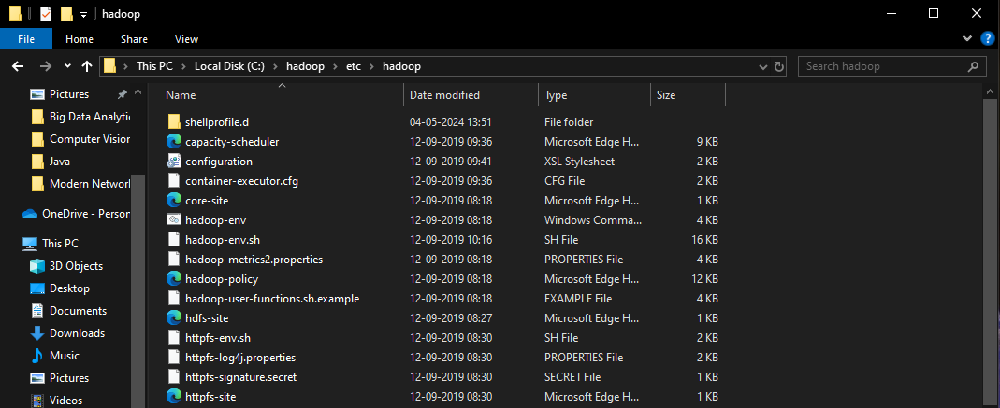 hadoop
File Home Share View
This PC Local Disk (C:) hadoop etc hadoop
Search hadoop
Pictures
Big Data Analytic
Computer Vision
Java
Modern Network
OneDrive - Person
This PC
3D Objects
Desktop
Documents
Downloads
Music
Pictures
Videos
Name Date modified Type Size
shellprofile.d 04-05-2024 13:51 File folder
capacity-scheduler 12-09-2019 09:36 Microsoft Edge H... 9 KB
configuration 12-09-2019 09:41 XSL Stylesheet 2 KB
container-executor.cfg 12-09-2019 09:36 CFG File 2 KB
core-site 12-09-2019 08:18 Microsoft Edge H... 1 KB
hadoop-env 12-09-2019 08:18 Windows Comma... 4 KB
hadoop-env.sh 12-09-2019 10:16 SH File 16 KB
hadoop-metrics2.properties 12-09-2019 08:18 PROPERTIES File 4 KB
hadoop-policy 12-09-2019 08:18 Microsoft Edge H... 12 KB
hadoop-user-functions.sh.example 12-09-2019 08:18 EXAMPLE File 4 KB
hdfs-site 12-09-2019 08:27 Microsoft Edge H... 1 KB
httpfs-env.sh 12-09-2019 08:30 SH File 2 KB
httpfs-log4j.properties 12-09-2019 08:30 PROPERTIES File 2 KB
httpfs-signature.secret 12-09-2019 08:30 SECRET File 1 KB
httpfs-site 12-09-2019 08:30 Microsoft Edge H... 1 KB